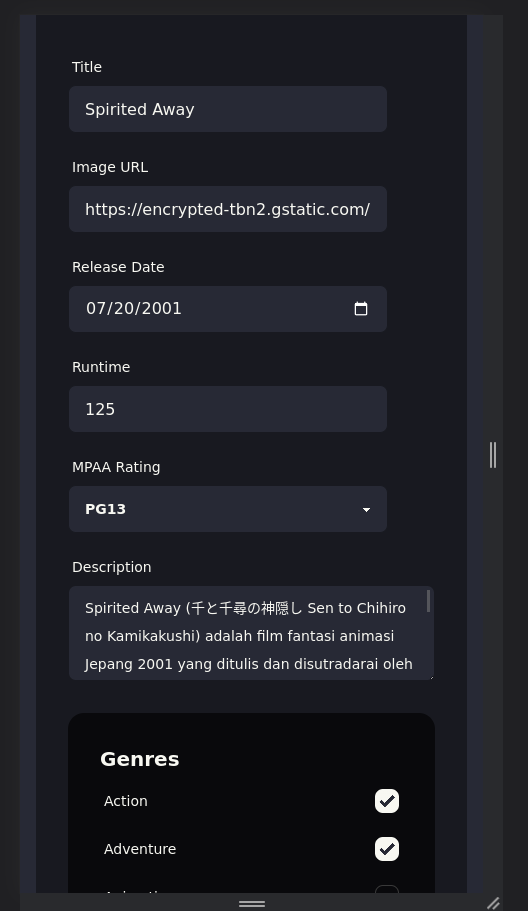 Title
Spirited Away
Image URL
https://encrypted-tbn2.gstatic.com/
Release Date
07/20/2001
Runtime
125
MPAA Rating
PG13
Description
Spirited Away (千と千尋の神隠し Sen to Chihiro
no Kamikakushi) adalah film fantasi animasi
Jepang 2001 yang ditulis dan disutradarai oleh
Genres
Action
Adventure